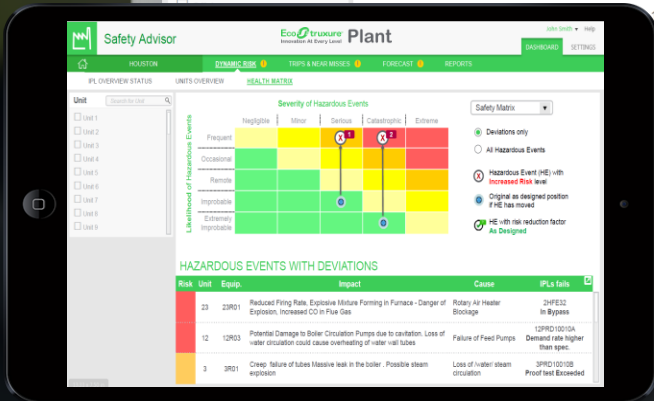 Safety Advisor
EcoStruxure Plant
Innovation At Every Level
John Smith Help
DASHBOARD SETTINGS
HOUSTON DYNAMIC RISK TRIPS & NEAR MISSES FORECAST REPORTS
IPL OVERVIEW STATUS UNITS OVERVIEW HEALTH MATRIX
Unit Search by Unit
Unit 1
Unit 2
Unit 3
Unit 4
Unit 5
Unit 6
Unit 7
Unit 8
Unit 9
Severity of Hazardous Events
Negligible Minor Serious Catastrophic Extreme
Likelihood of Hazardous Events
Frequent X 1 X 2
Occasional
Remote
Improbable
Extremely
Improbable
Safety Matrix
Deviations only
All Hazardous Events
X Hazardous
Event (HE) with
Increased
Risk level
Original as
designed position
if HE has
moved
HE with risk
reduction factor
As Designed
HAZARDOUS EVENTS WITH DEVIATIONS
Risk Unit Equip. Impact Cause IPLs fails
23 23R01 Reduced Firing Rate, Explosive Mixture Forming in Furnace - Danger of
Explosion, Increased CO in Flue Gas
Rotary Air Heater
Blockage
2HFE32
In Bypass
12 12R03 Potential Damage to Boiler Circulation Pumps due to cavitation. Loss of
water circulation could cause overheating of water wall tubes
Failure of Feed Pumps
12PRD10010A
Demand rate higher
than spec.
3 3R01 Creep failure of tubes Massive leak in the boiler . Possible steam
explosion
Loss of /water/ steam
circulation
3PRD10010B
Proof test Exceeded